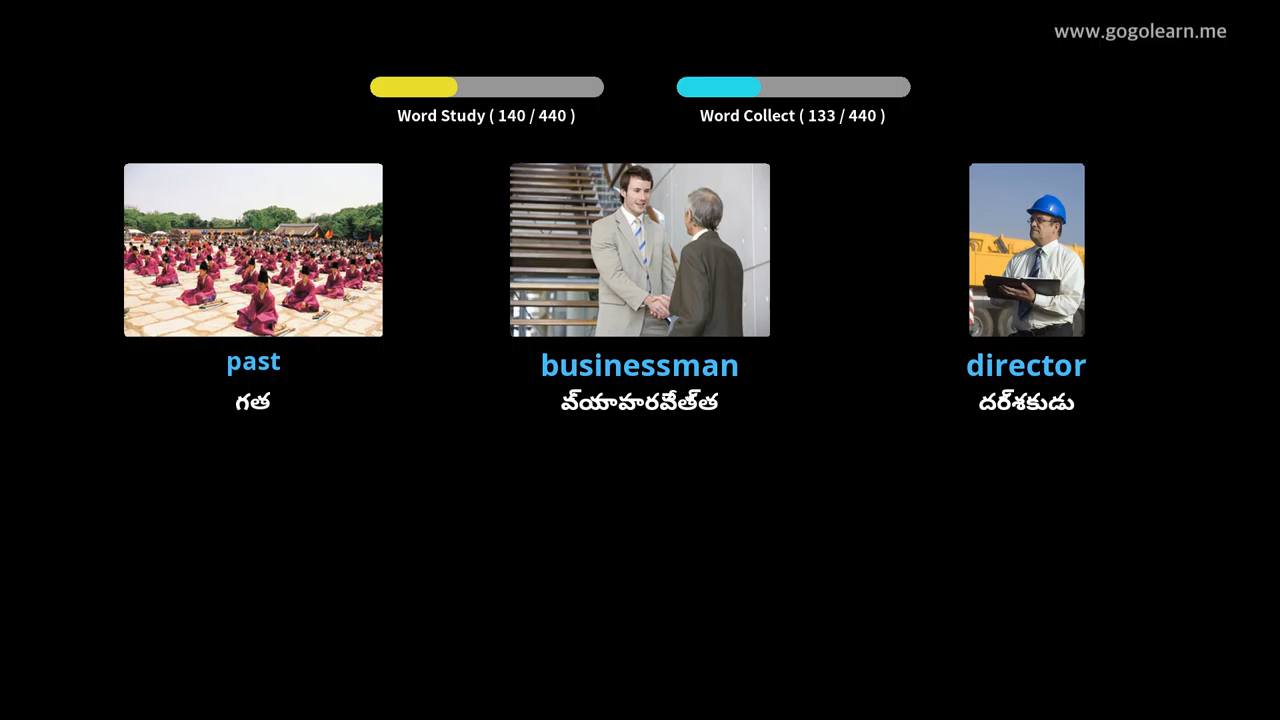 www.gogolearn.me
Word Study ( 140 / 440 )
Word Collect ( 133 / 440 )
past
businessman
director
గత
వ్‌యాపారవేత్‌త
దర్‌శకుడు